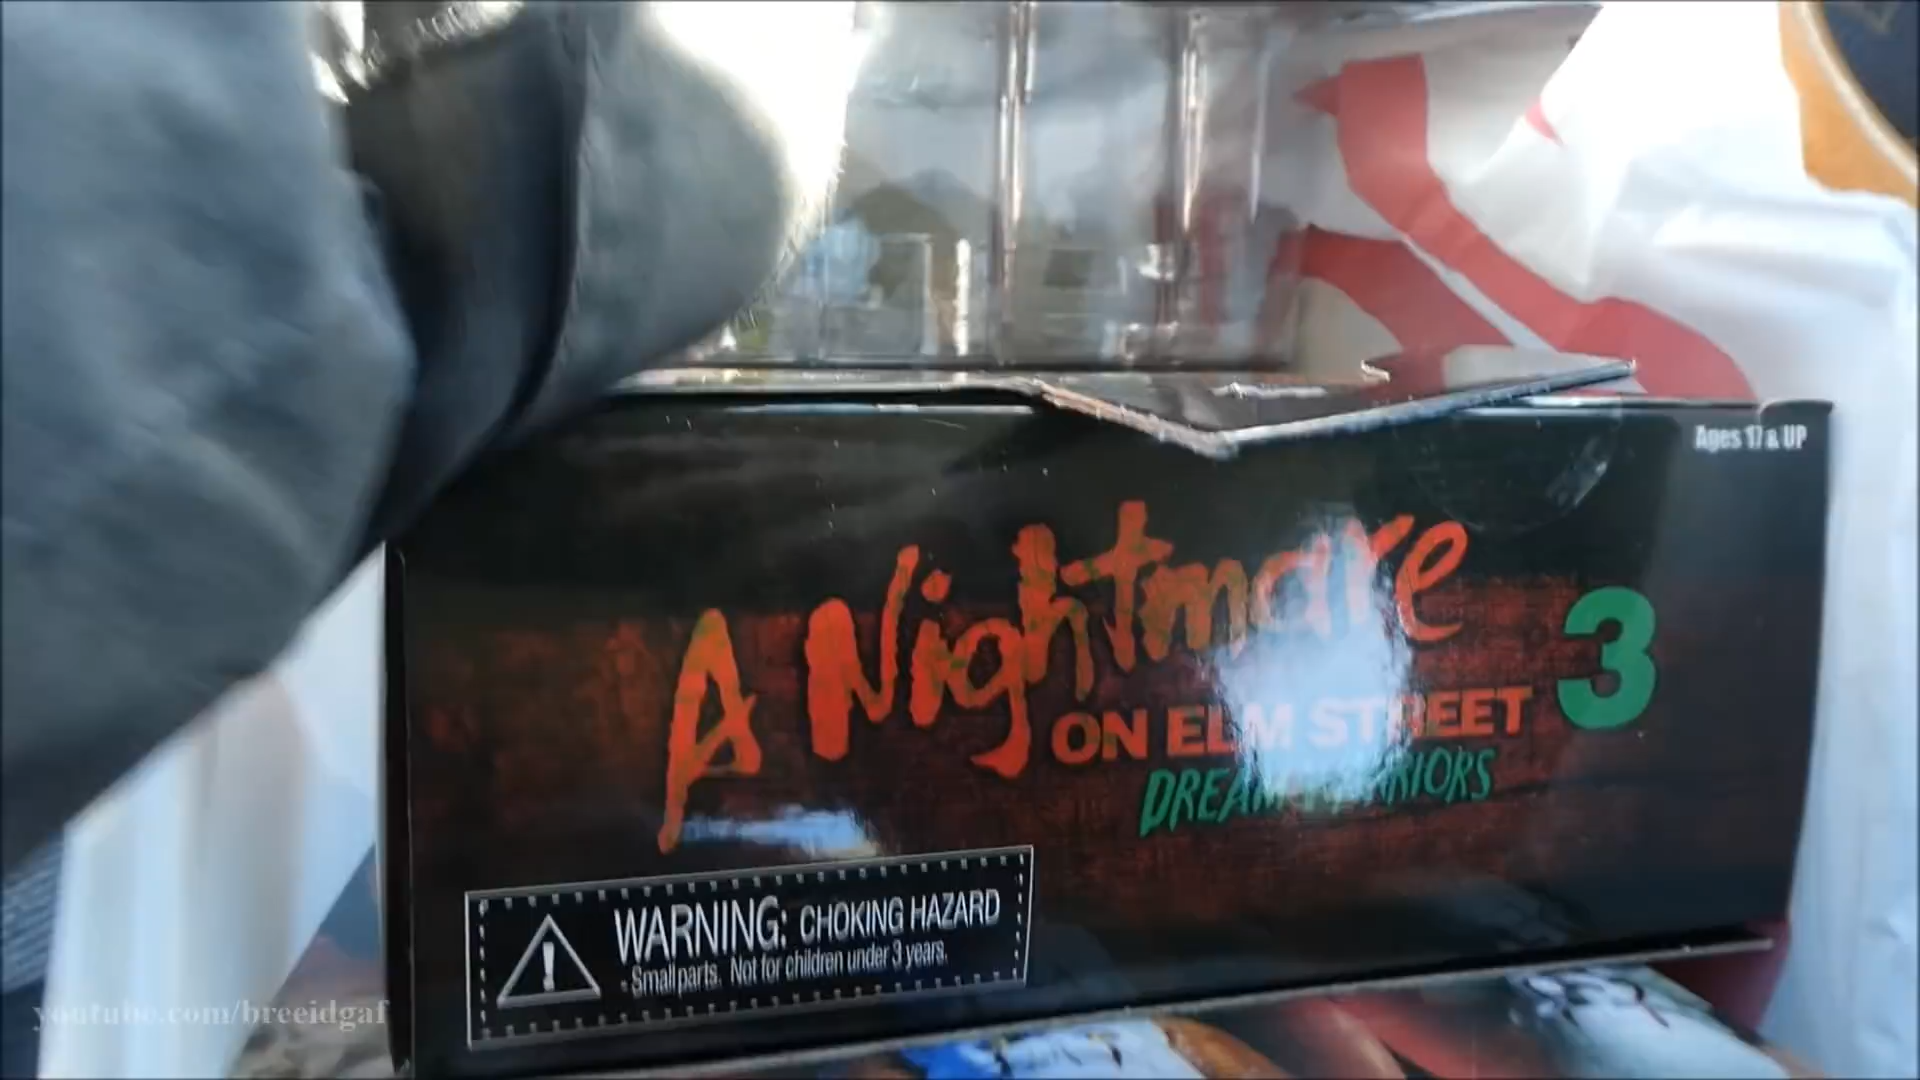 Ages 17 & UP
A Nightmare
ON ELM STREET 3
DREAM WARRIORS
WARNING: CHOKING HAZARD
- Small parts. Not for children under 3 years.
youtube.com/breeidgaf